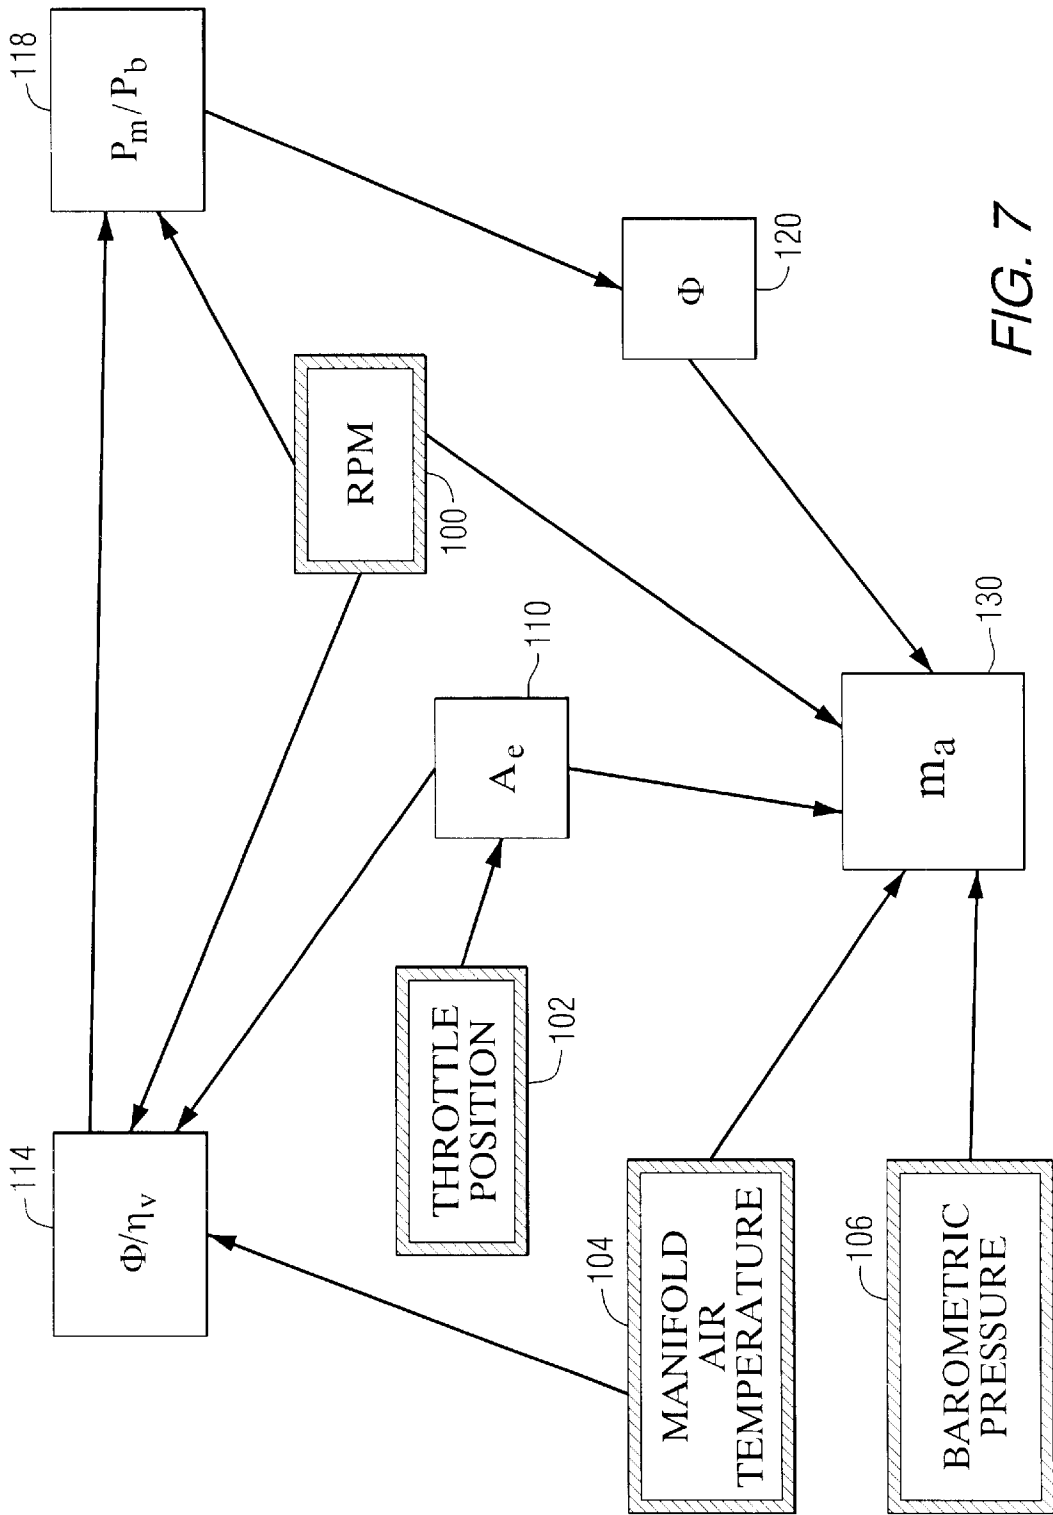 114
Φ/ηv
118
Pm/Pb
RPM
100
THROTTLE
POSITION
102
Ae
110
Φ
120
104
MANIFOLD
AIR
TEMPERATURE
ma
130
106
BAROMETRIC
PRESSURE
FIG. 7